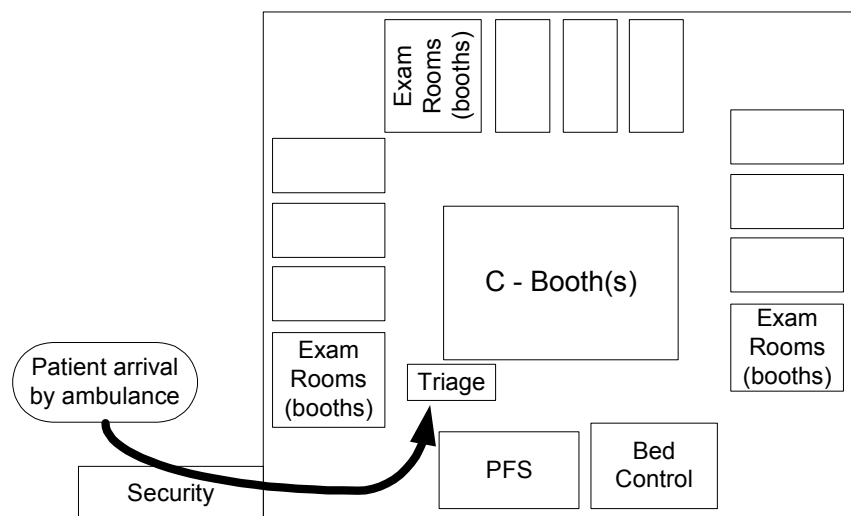 Exam
Rooms
(booths)
C - Booth(s)
Exam
Rooms
(booths)
Exam
Rooms
(booths)
Patient arrival
by ambulance
Triage
PFS
Bed
Control
Security